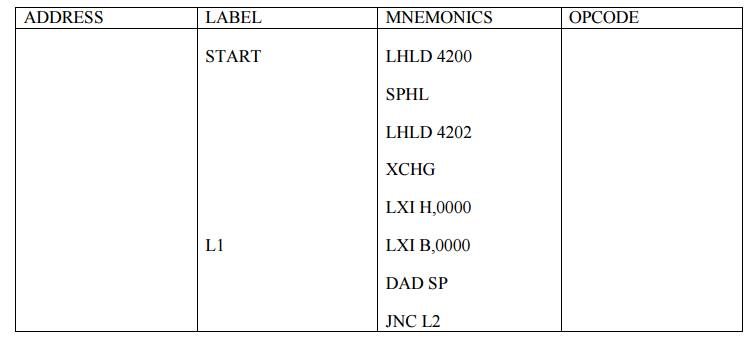 ADDRESS LABEL MNEMONICS OPCODE
START LHLD 4200
SPHL
LHLD 4202
XCHG
LXI H,0000
L1 LXI B,0000
DAD SP
JNC L2